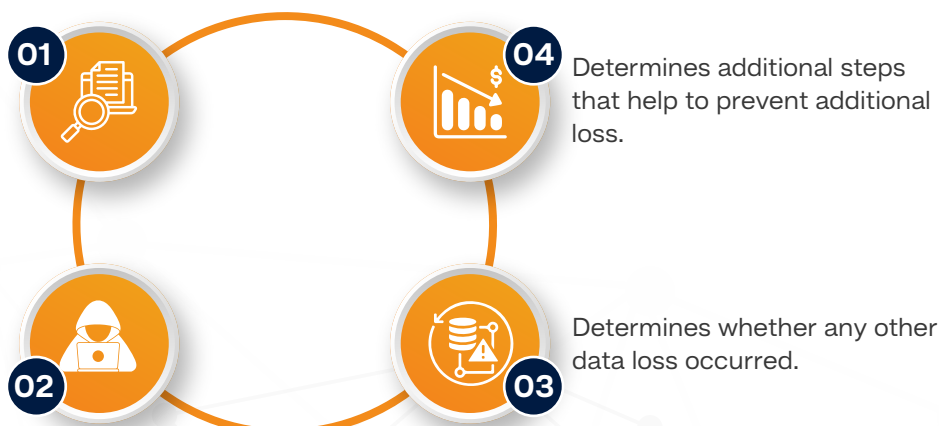 01
04
Determines additional steps
that help to prevent additional
loss.
$
02
03
Determines whether any other
data loss occurred.